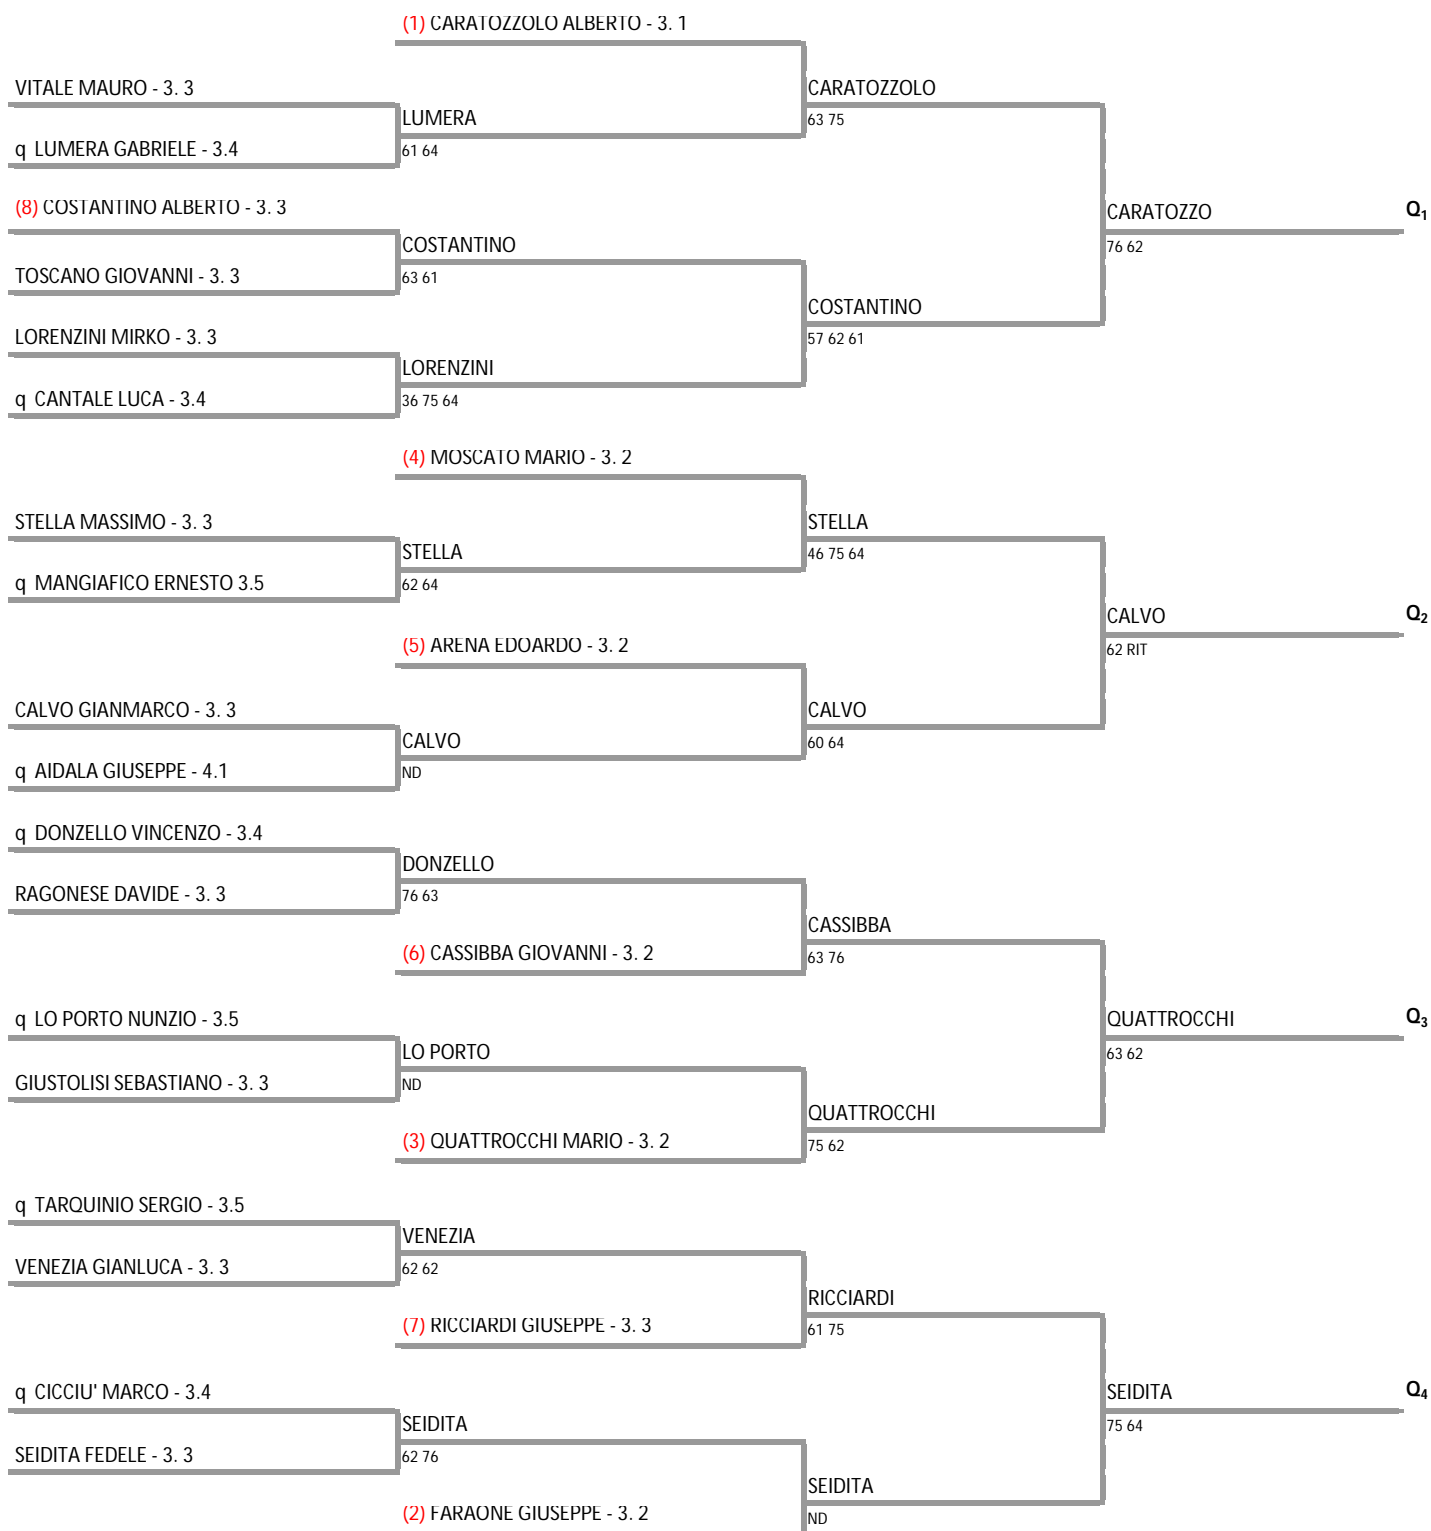 (1) CARATOZZOLO ALBERTO - 3. 1
VITALE MAURO - 3. 3
CARATOZZOLO
LUMERA
63 75
q LUMERA GABRIELE - 3.4
61 64
(8) COSTANTINO ALBERTO - 3. 3
CARATOZZO
Q1
COSTANTINO
76 62
TOSCANO GIOVANNI - 3. 3
63 61
COSTANTINO
LORENZINI MIRKO - 3. 3
57 62 61
LORENZINI
q CANTALE LUCA - 3.4
36 75 64
(4) MOSCATO MARIO - 3. 2
STELLA MASSIMO - 3. 3
STELLA
STELLA
46 75 64
q MANGIAFICO ERNESTO 3.5
62 64
CALVO
Q2
(5) ARENA EDOARDO - 3. 2
62 RIT
CALVO GIANMARCO - 3. 3
CALVO
CALVO
60 64
q AIDALA GIUSEPPE - 4.1
ND
q DONZELLO VINCENZO - 3.4
DONZELLO
RAGONESE DAVIDE - 3. 3
76 63
CASSIBBA
(6) CASSIBBA GIOVANNI - 3. 2
63 76
q LO PORTO NUNZIO - 3.5
QUATTROCCHI
Q3
LO PORTO
63 62
GIUSTOLISI SEBASTIANO - 3. 3
ND
QUATTROCCHI
(3) QUATTROCCHI MARIO - 3. 2
75 62
q TARQUINIO SERGIO - 3.5
VENEZIA
VENEZIA GIANLUCA - 3. 3
62 62
RICCIARDI
(7) RICCIARDI GIUSEPPE - 3. 3
61 75
q CICCIU' MARCO - 3.4
SEIDITA
Q4
SEIDITA
75 64
SEIDITA FEDELE - 3. 3
62 76
SEIDITA
(2) FARAONE GIUSEPPE - 3. 2
ND